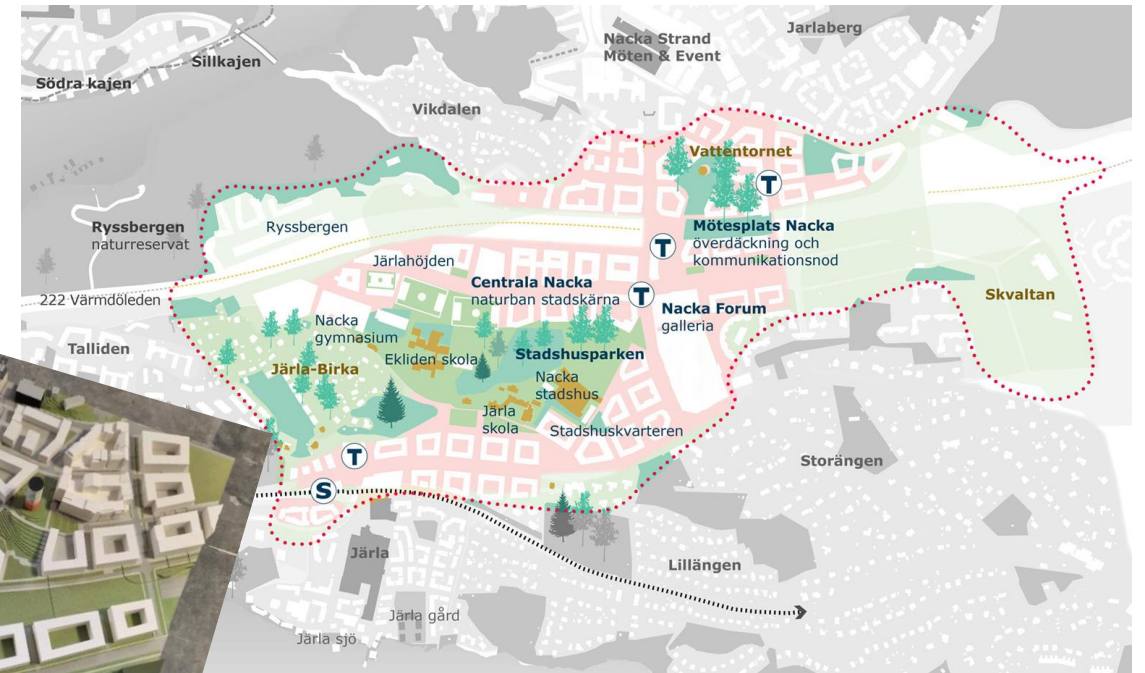 Jarlaberg
Nacka Strand
Möten & Event
Sillkajen
Södra kajen
Vikdalen
Vattentornet
T
Ryssbergen
naturreservat
Ryssbergen
Mötesplats Nacka
överdäckning och
kommunikationsnod
T
Järlahöjden
Centrala Nacka
naturban stadskärna
T
Skvaltan
222 Värmdöleden
Nacka Forum
galleria
Nacka
gymnasium
Talliden
Ekliden skola
Stadshusparken
Järla-Birka
Nacka
stadshus
Järla
skola
Stadshuskvarteren
T
Storängen
S
Järla
Lillängen
Järla gård
Järla sjö